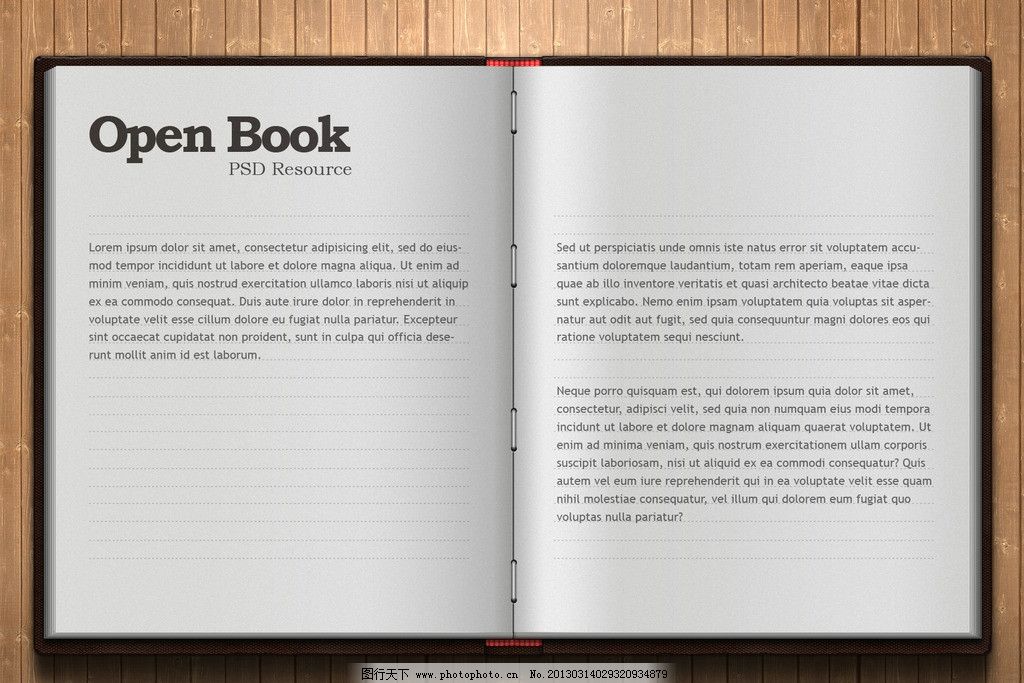 Open Book
PSD Resource
Lorem ipsum dolor sit amet, consectetur adipisicing elit, sed do eius-
mod tempor incididunt ut labore et dolore magna aliqua. Ut enim ad
minim veniam, quis nostrud exercitation ullamco laboris nisi ut aliquip
ex ea commodo consequat. Duis aute irure dolor in reprehenderit in
voluptate velit esse cillum dolore eu fugiat nulla pariatur. Excepteur
sint occaecat cupidatat non proident, sunt in culpa qui officia dese-
runt mollit anim id est laborum.
Sed ut perspiciatis unde omnis iste natus error sit voluptatem accu-
santium doloremque laudantium, totam rem aperiam, eaque ipsa
quae ab illo inventore veritatis et quasi architecto beatae vitae dicta
sunt explicabo. Nemo enim ipsam voluptatem quia voluptas sit asper-
natur aut odit aut fugit, sed quia consequuntur magni dolores eos qui
ratione voluptatem sequi nesciunt.
Neque porro quisquam est, qui dolorem ipsum quia dolor sit amet,
consectetur, adipisci velit, sed quia non numquam eius modi tempora
incidunt ut labore et dolore magnam aliquam quaerat voluptatem. Ut
enim ad minima veniam, quis nostrum exercitationem ullam corporis
suscipit laboriosam, nisi ut aliquid ex ea commodi consequatur? Quis
autem vel eum iure reprehenderit qui in ea voluptate velit esse quam
nihil molestiae consequatur, vel illum qui dolorem eum fugiat quo
voluptas nulla pariatur?
图行天下 www.photophoto.cn No.20130314029320934879